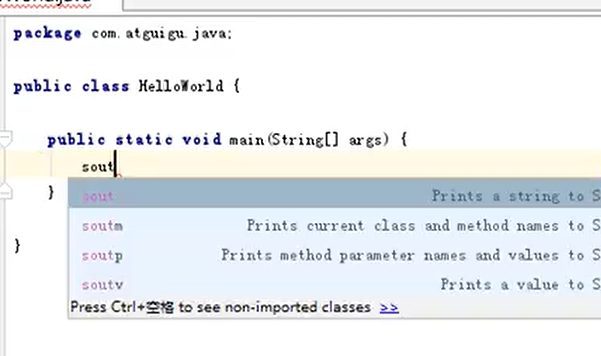 package com.atguigu.java;
public class HelloWorld {
public static void main(String[] args) {
sout
}
sout Prints a string to S
soutm Prints current class and method names to S
}
soutp Prints method parameter names and values to S
soutv Prints a value to S
Press Ctrl+空格 to see non-imported classes >>